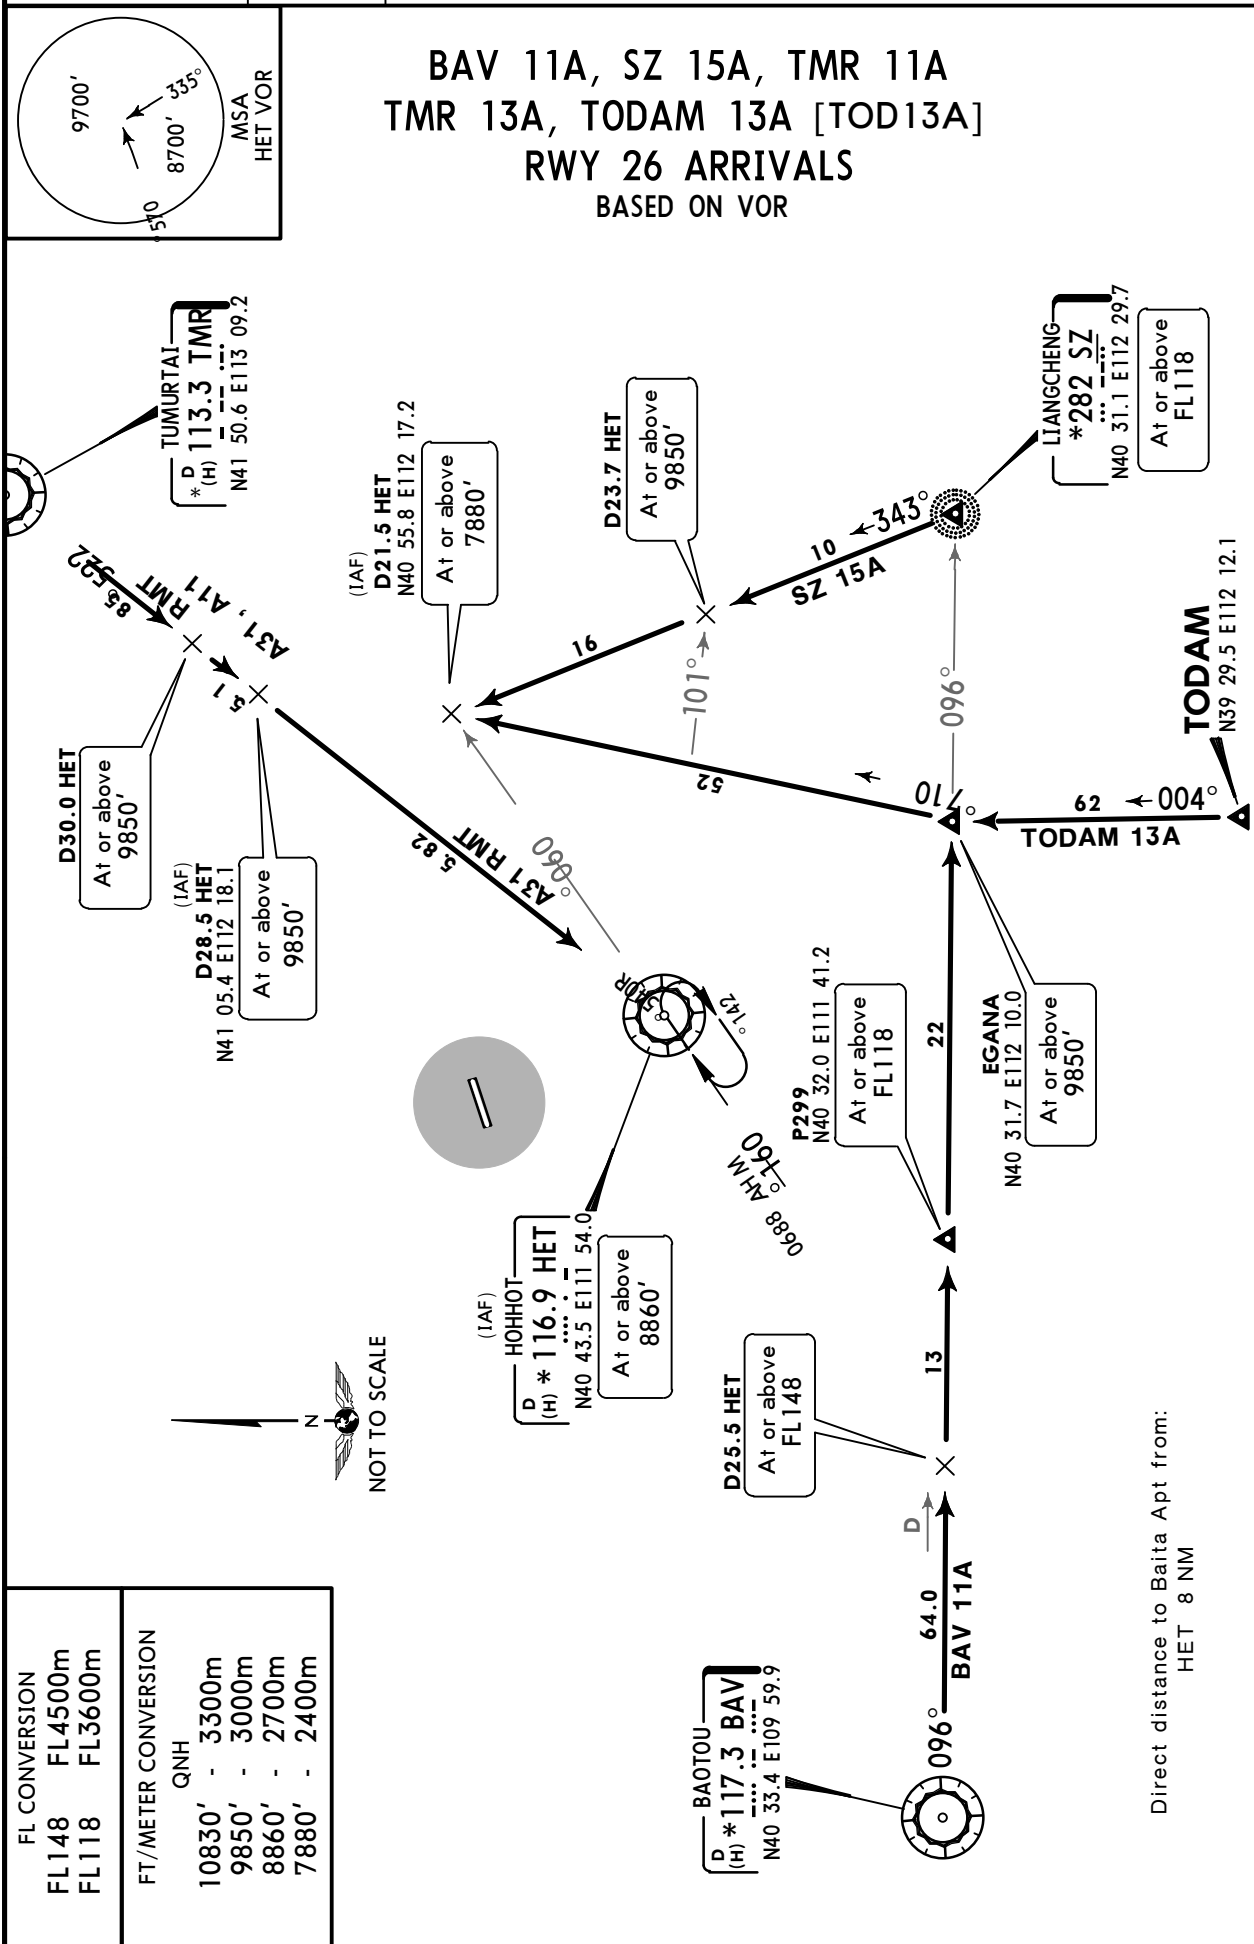 BAV 11A, SZ 15A, TMR 11A
TMR 13A, TODAM 13A [TOD13A]
RWY 26 ARRIVALS
BASED ON VOR
9700'
8700'
335°
570°
MSA
HET VOR
TUMURTAI
D
(H)
* 113.3 TMR
N41 50.6 E113 09.2
D30.0 HET
At or above
9850'
5.1
(IAF)
D28.5 HET
N41 05.4 E112 18.1
At or above
9850'
(IAF)
D21.5 HET
N40 55.8 E112 17.2
At or above
7880'
D23.7 HET
At or above
9850'
LIANGCHENG
*282 SZ
N40 31.1 E112 29.7
At or above
FL118
343°
10
SZ 15A
16
101°
52
096°
TODAM
N39 29.5 E112 12.1
004°
62
TODAM 13A
EGANA
N40 31.7 E112 10.0
At or above
9850'
22
P299
N40 32.0 E111 41.2
At or above
FL118
13
D25.5 HET
At or above
FL148
D
64.0
BAV 11A
096°
BAOTOU
D
(H)
*117.3 BAV
N40 33.4 E109 59.9
(IAF)
HOHHOT
D
(H)
*116.9 HET
N40 43.5 E111 54.0
At or above
8860'
°142
N
NOT TO SCALE
Direct distance to Baita Apt from:
HET 8 NM
FL CONVERSION
FL148 FL4500m
FL118 FL3600m
FT/METER CONVERSION
QNH
10830' - 3300m
9850' - 3000m
8860' - 2700m
7880' - 2400m